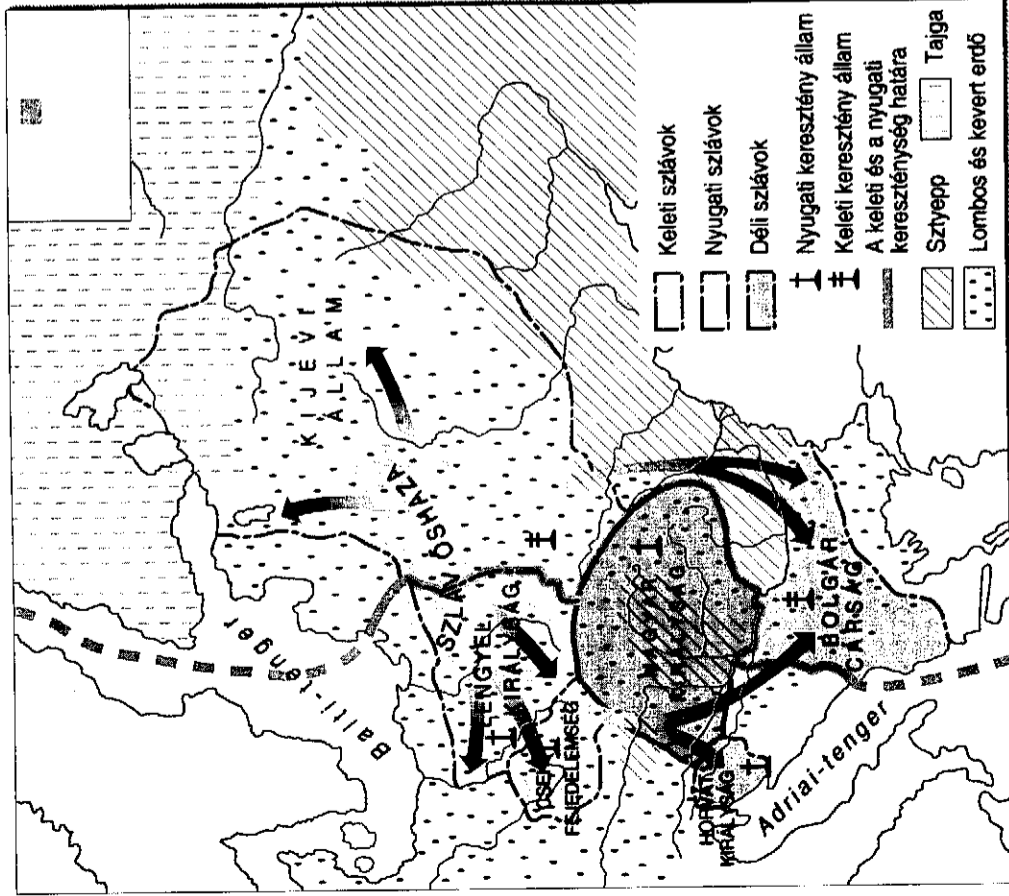 Balti-tenger
KIJEVI
ÁLLAM
SZLÁV ŐSHAZA
LENGYEL
KIRÁLYSÁG
CSEH
FEJEDELEMSÉG
MAGYAR
KIRÁLYSÁG
HORVÁT
KIRÁLYSÁG
BOLGÁR
CÁRSÁG
Adriai-tenger
Keleti szlávok
Nyugati szlávok
Déli szlávok
Nyugati keresztény állam
Keleti keresztény állam
A keleti és a nyugati
kereszténység határa
Sztyepp
Tajga
Lombos és kevert erdő